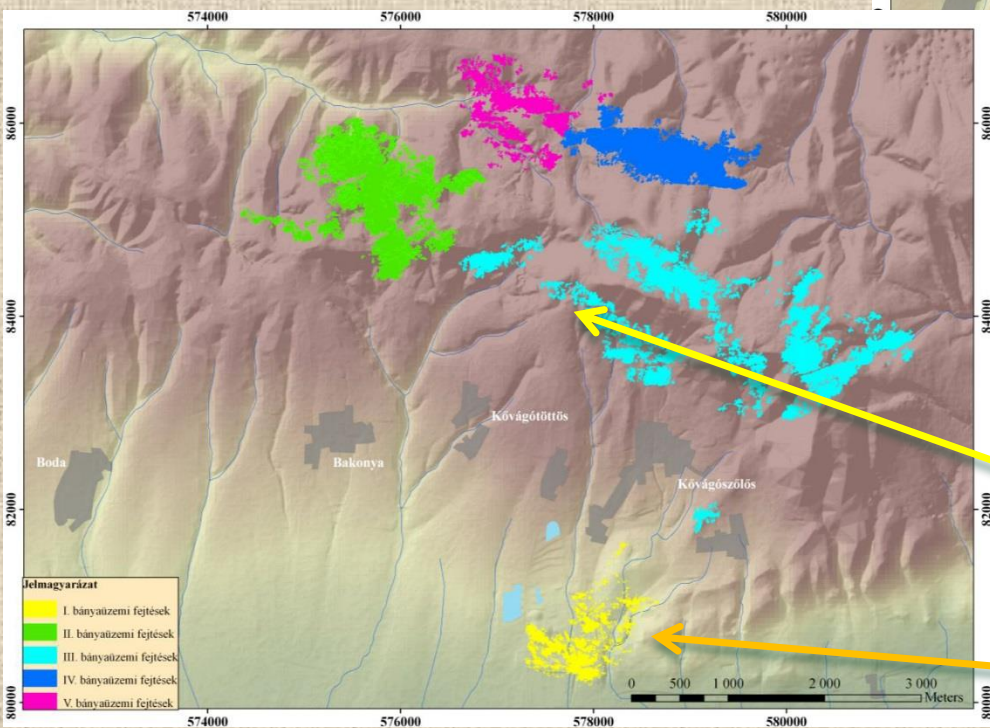 574000 576000 578000 580000
86000 86000
84000 84000
Kővágótöttös
Boda
Bakonya
Kővágószőlős
82000 82000
Jelmagyarázat
I. bányaüzemi fejtések
II. bányaüzemi fejtések
III. bányaüzemi fejtések
IV. bányaüzemi fejtések
V. bányaüzemi fejtések
0 500 1 000 2 000 3 000
Meters
80000 80000
574000 576000 578000 580000